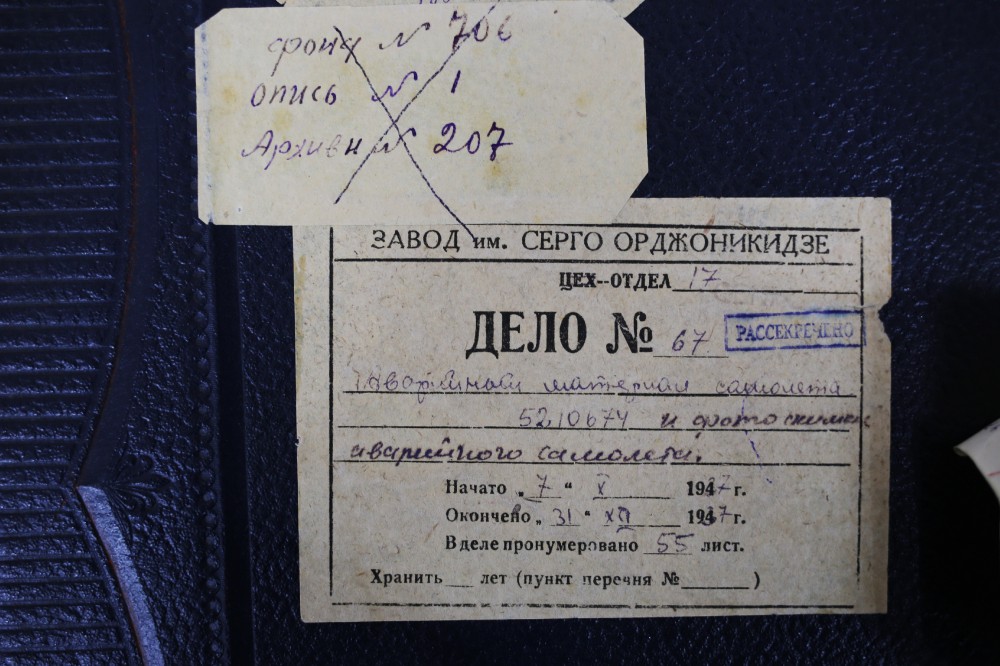 фонд № 706
опись № 1
Архивн № 207
ЗАВОД им. СЕРГО ОРДЖОНИКИДЗЕ
ЦЕХ--ОТДЕЛ 17
ДЕЛО № 67
РАССЕКРЕЧЕНО
материал самолета
5210674 и фотоснимки
аварийного самолета.
Начато „ 7 “ X 1947 г.
Окончено „ 31 “ XII 1947 г.
В деле пронумеровано 55 лист.
Хранить лет (пункт перечня № )